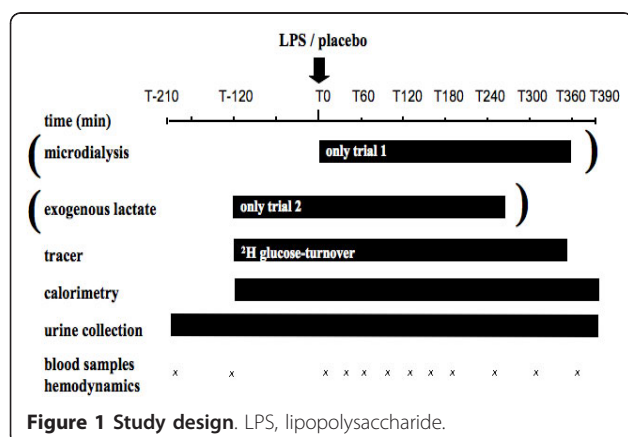 LPS / placebo
T-210 T-120 T0 T60 T120 T180 T240 T300 T360 T390
time (min)
( microdialysis only trial 1 )
( exogenous lactate only trial 2 )
tracer ²H glucose-turnover
calorimetry
urine collection
blood samples
hemodynamics x x x x x x x x x x x x
Figure 1 Study design. LPS, lipopolysaccharide.